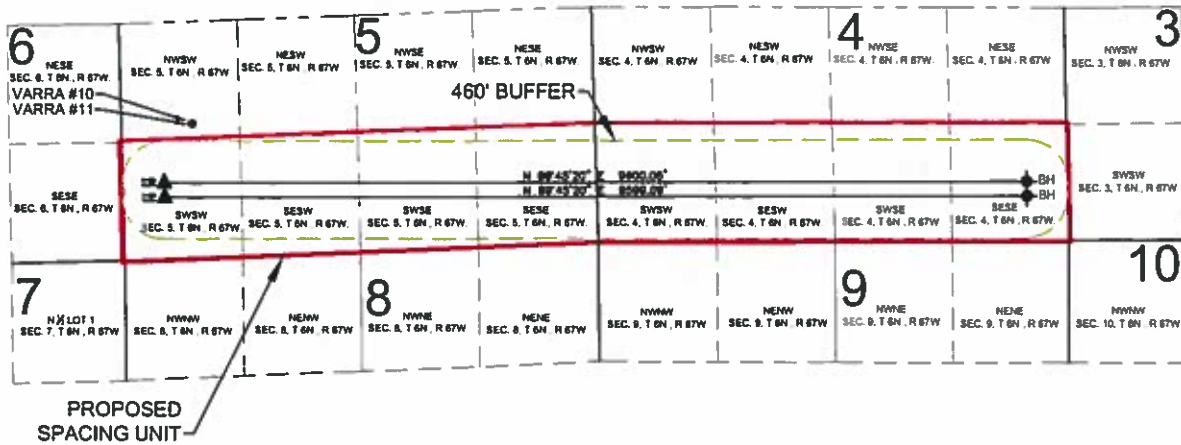 6
5
4
3
NESE
SEC. 6, T 6N, R 67W.
NWSW
SEC. 5, T 6N, R 67W
NESW
SEC. 5, T 6N, R 67W
NWSE
SEC. 5, T 6N, R 67W
NESE
SEC. 5, T 6N, R 67W
NWSW
SEC. 4, T 6N, R 67W
NESW
SEC. 4, T 6N, R 67W
NWSE
SEC. 4, T 6N, R 67W
NESE
SEC. 4, T 6N, R 67W
NWSW
SEC. 3, T 6N, R 67W
VARRA #10
VARRA #11
460' BUFFER
BH
BH
SESE
SEC. 6, T 6N, R 67W
SWSW
SEC. 5, T 6N, R 67W
SESW
SEC. 5, T 6N, R 67W
SWSE
SEC. 5, T 6N, R 67W
SESE
SEC. 5, T 6N, R 67W
SWSW
SEC. 4, T 6N, R 67W
SESW
SEC. 4, T 6N, R 67W
SWSE
SEC. 4, T 6N, R 67W
SESE
SEC. 4, T 6N, R 67W
SWSW
SEC. 3, T 6N, R 67W
7
8
9
10
N½ LOT 1
SEC. 7, T 6N, R 67W
NWNW
SEC. 8, T 6N, R 67W
NENW
SEC. 8, T 6N, R 67W
NWNE
SEC. 8, T 6N, R 67W
NENE
SEC. 8, T 6N, R 67W
NWNW
SEC. 9, T 6N, R 67W
NENW
SEC. 9, T 6N, R 67W
NWNE
SEC. 9, T 6N, R 67W
NENE
SEC. 9, T 6N, R 67W
NWNW
SEC. 10, T 6N, R 67W
PROPOSED
SPACING UNIT